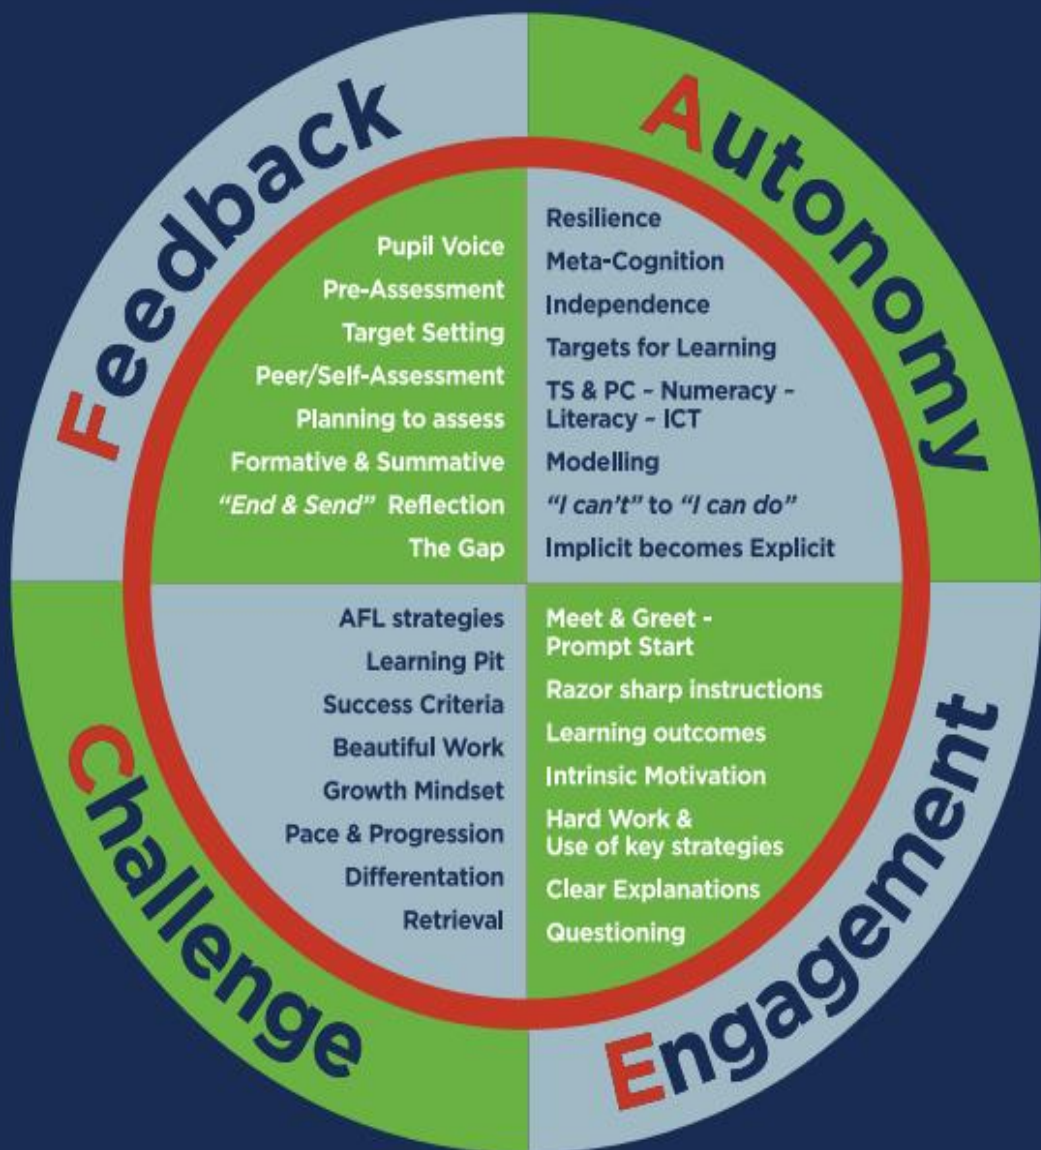 Feedback
Pupil Voice
Pre-Assessment
Target Setting
Peer/Self-Assessment
Planning to assess
Formative & Summative
"End & Send" Reflection
The Gap
Autonomy
Resilience
Meta-Cognition
Independence
Targets for Learning
TS & PC - Numeracy -
Literacy - ICT
Modelling
"I can't" to "I can do"
Implicit becomes Explicit
Challenge
AFL strategies
Learning Pit
Success Criteria
Beautiful Work
Growth Mindset
Pace & Progression
Differentation
Retrieval
Engagement
Meet & Greet -
Prompt Start
Razor sharp instructions
Learning outcomes
Intrinsic Motivation
Hard Work &
Use of key strategies
Clear Explanations
Questioning